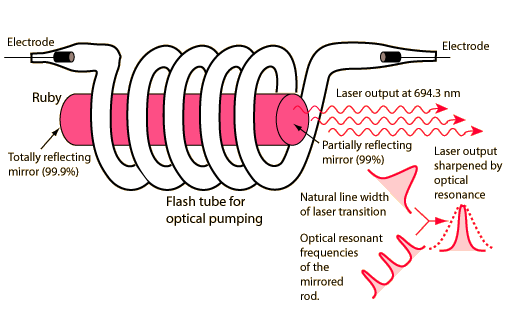 Electrode
Electrode
Ruby
Laser output at 694.3 nm
Totally reflecting
mirror (99.9%)
Partially reflecting
mirror (99%)
Laser output
sharpened by
optical
resonance
Flash tube for
optical pumping
Natural line width
of laser transition
Optical resonant
frequencies
of the
mirrored
rod.